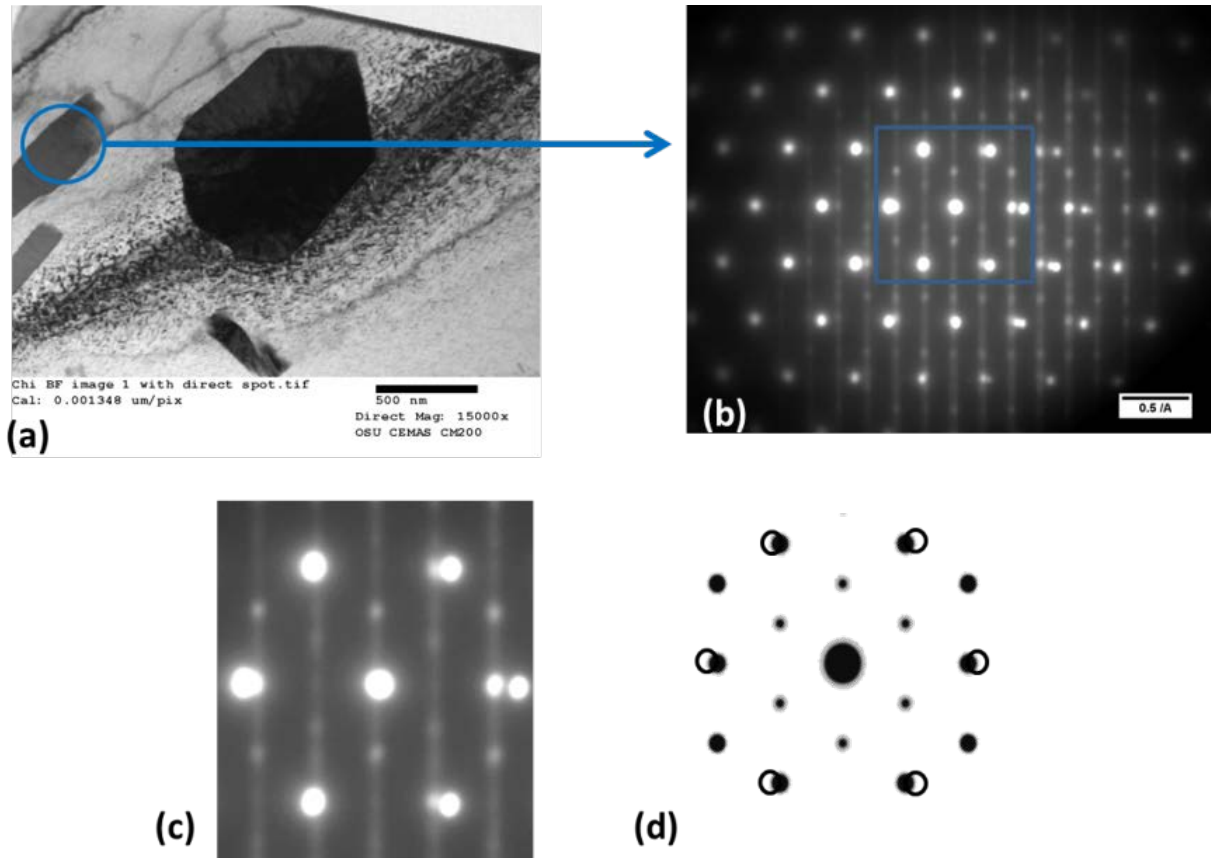 Chi BF image 1 with direct spot.tif
Cal: 0.001348 um/pix
500 nm
Direct Mag: 15000x
OSU CEMAS CM200
(a)
(b)
0.5 /A
(c)
(d)